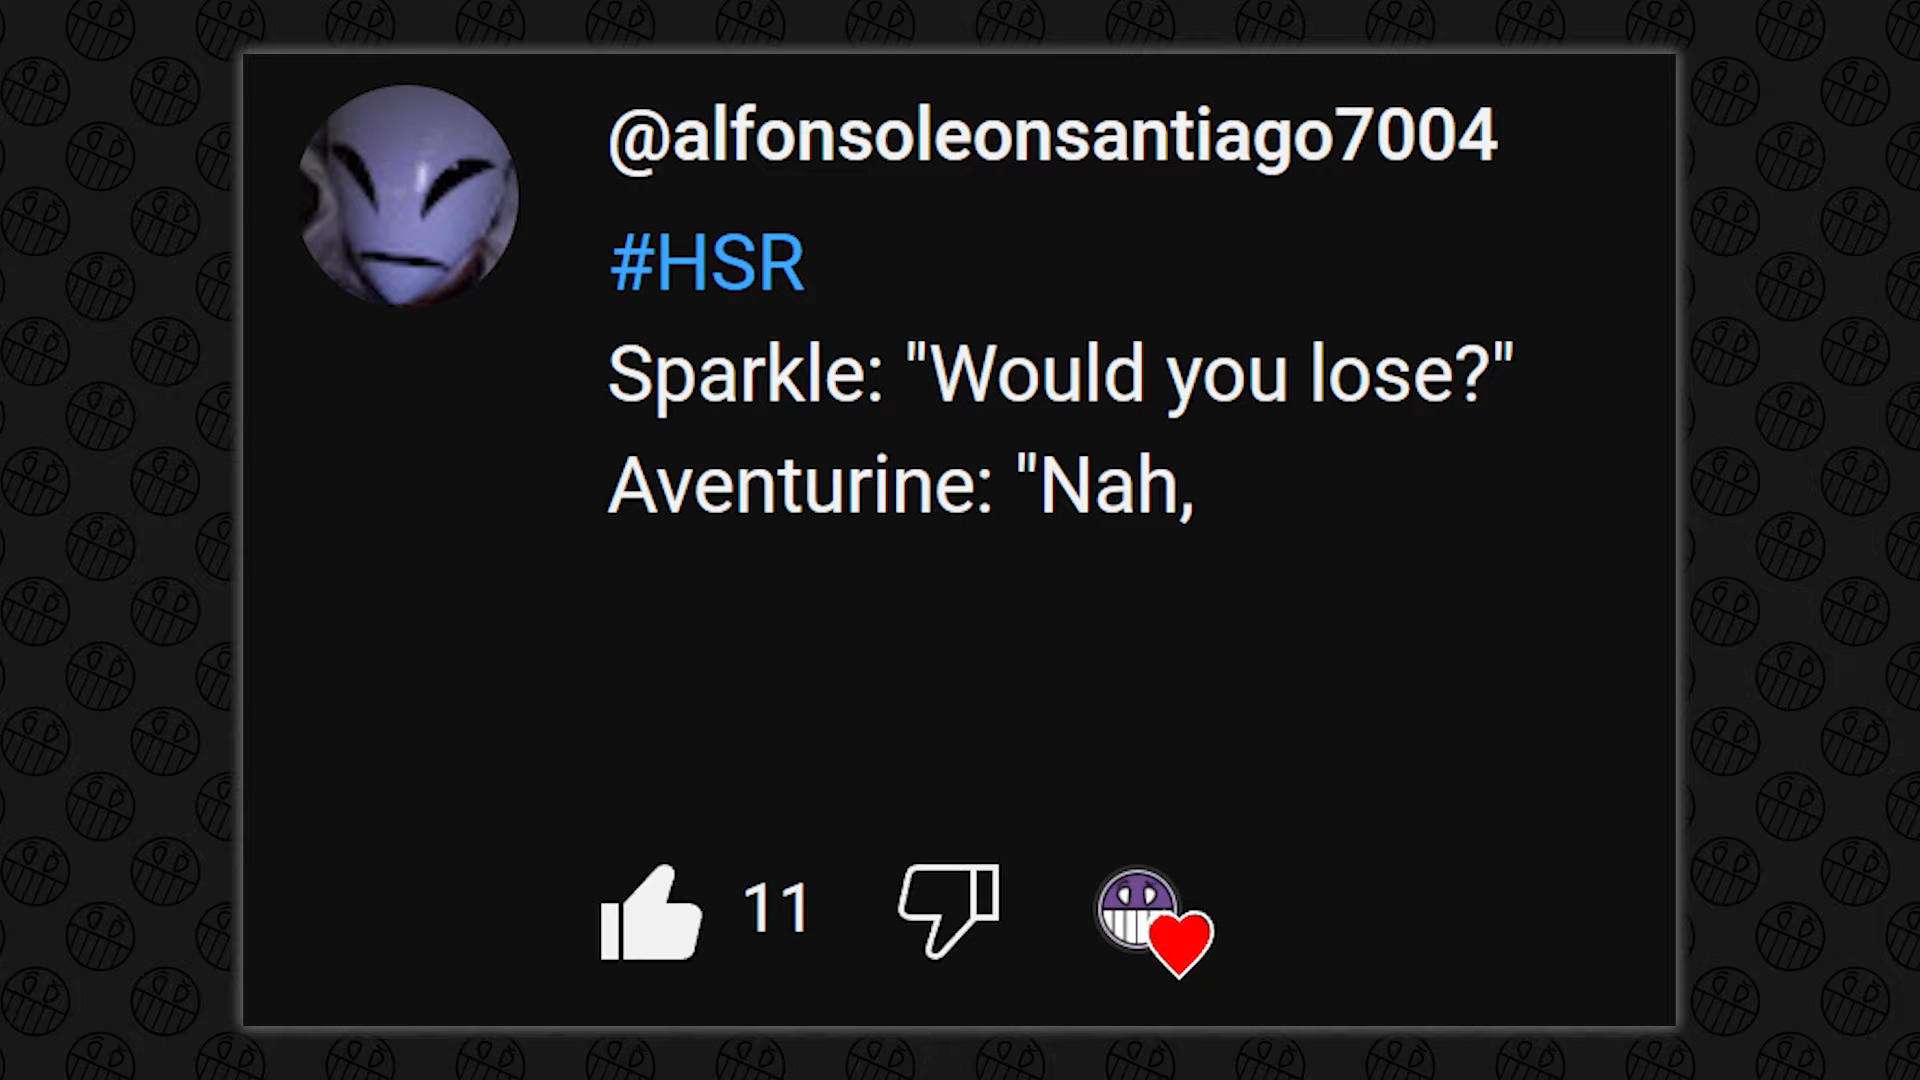 @alfonsoleonsantiago7004
#HSR
Sparkle: "Would you lose?"
Aventurine: "Nah,
11